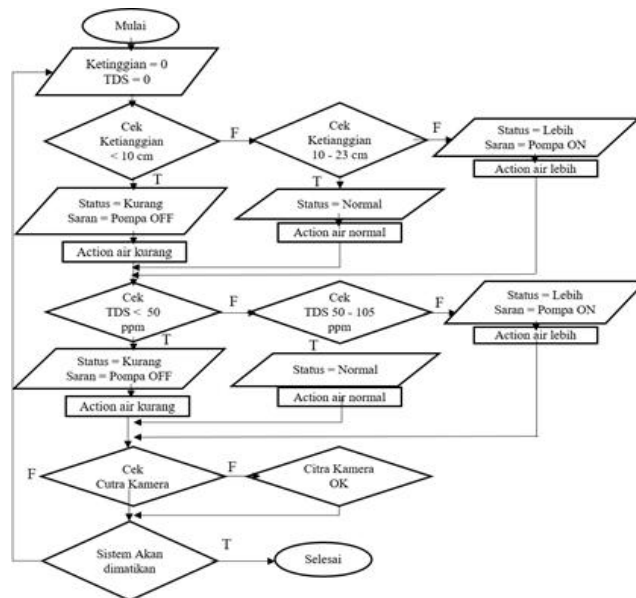 Mulai
Ketinggian = 0
TDS = 0
Cek
Ketianggian
< 10 cm
F
T
Cek
Ketianggian
10 - 23 cm
F
T
Status = Lebih
Saran = Pompa ON
Action air lebih
Status = Kurang
Saran = Pompa OFF
Action air kurang
Status = Normal
Action air normal
Cek
TDS < 50
ppm
F
T
Cek
TDS 50 - 105
ppm
F
T
Status = Lebih
Saran = Pompa ON
Action air lebih
Status = Kurang
Saran = Pompa OFF
Action air kurang
Status = Normal
Action air normal
F
Cek
Cutra Kamera
F
Citra Kamera
OK
Sistem Akan
dimatikan
T
Selesai